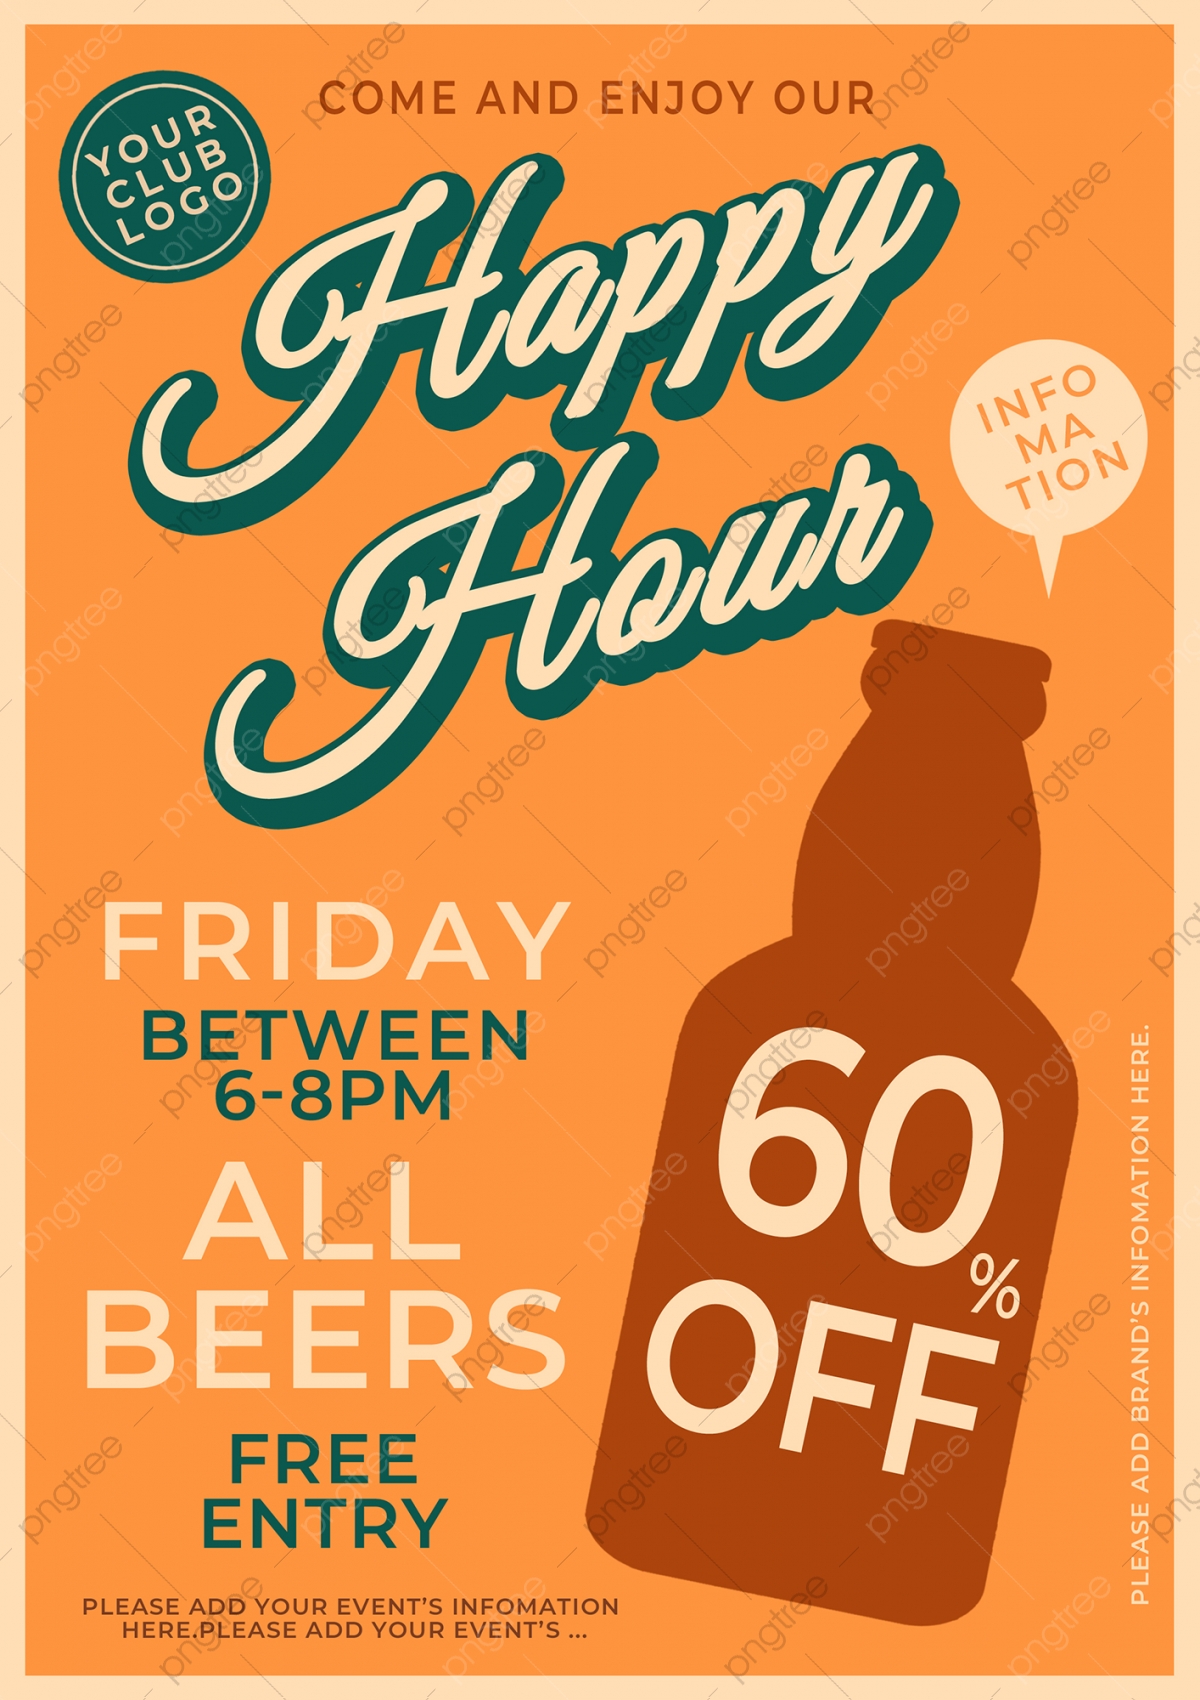 COME AND ENJOY OUR
YOUR
CLUB
LOGO
Happy
Hour
INFO
MA
TION
FRIDAY
BETWEEN
6-8PM
ALL
BEERS
FREE
ENTRY
60%
OFF
PLEASE ADD YOUR EVENT'S INFOMATION
HERE.PLEASE ADD YOUR EVENT'S ...
PLEASE ADD BRAND'S INFOMATION HERE.
pngtree